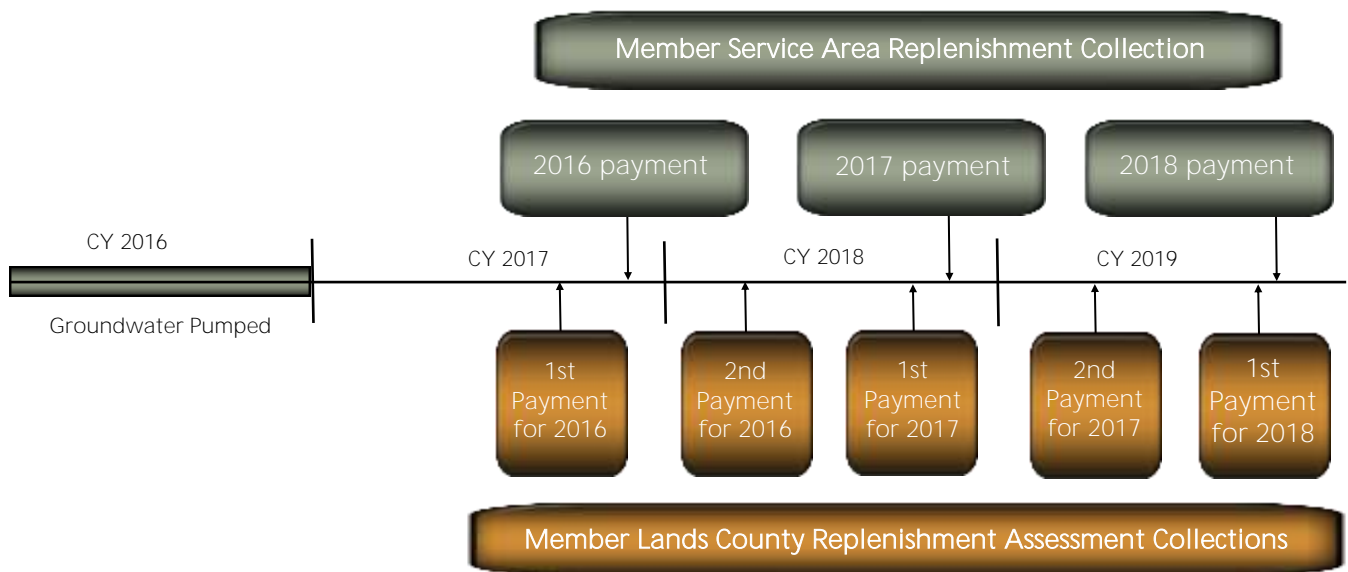 Member Service Area Replenishment Collection
2016 payment
2017 payment
2018 payment
CY 2016
CY 2017
CY 2018
CY 2019
Groundwater Pumped
1st
Payment
for 2016
2nd
Payment
for 2016
1st
Payment
for 2017
2nd
Payment
for 2017
1st
Payment
for 2018
Member Lands County Replenishment Assessment Collections